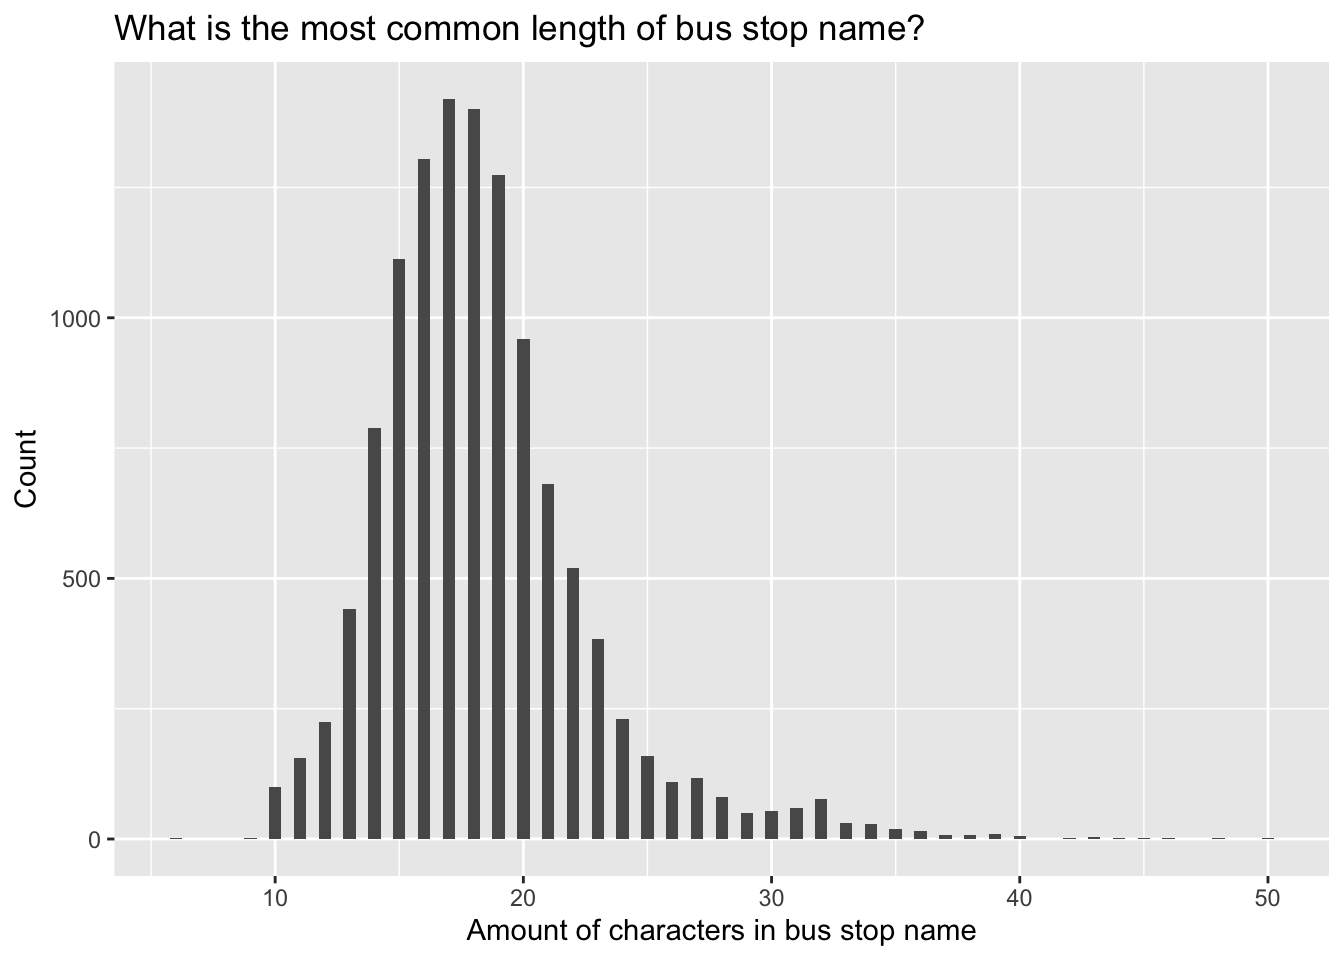 What is the most common length of bus stop name?
1000
500
0
Count
10 20 30 40 50
Amount of characters in bus stop name